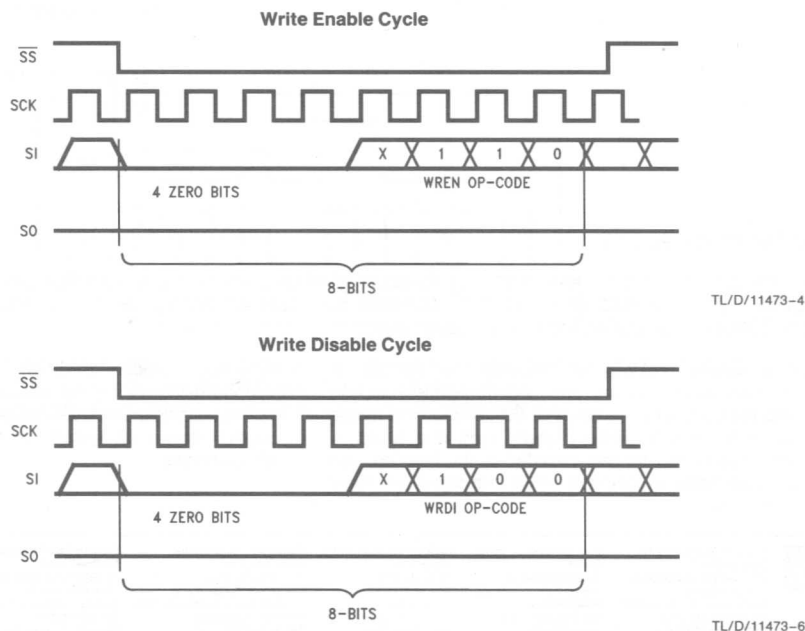 Write Enable Cycle
SS
SCK
SI
X 1 1 0
4 ZERO BITS
WREN OP-CODE
SO
8-BITS
TL/D/11473-4
Write Disable Cycle
SS
SCK
SI
X 1 0 0
4 ZERO BITS
WRDI OP-CODE
SO
8-BITS
TL/D/11473-6